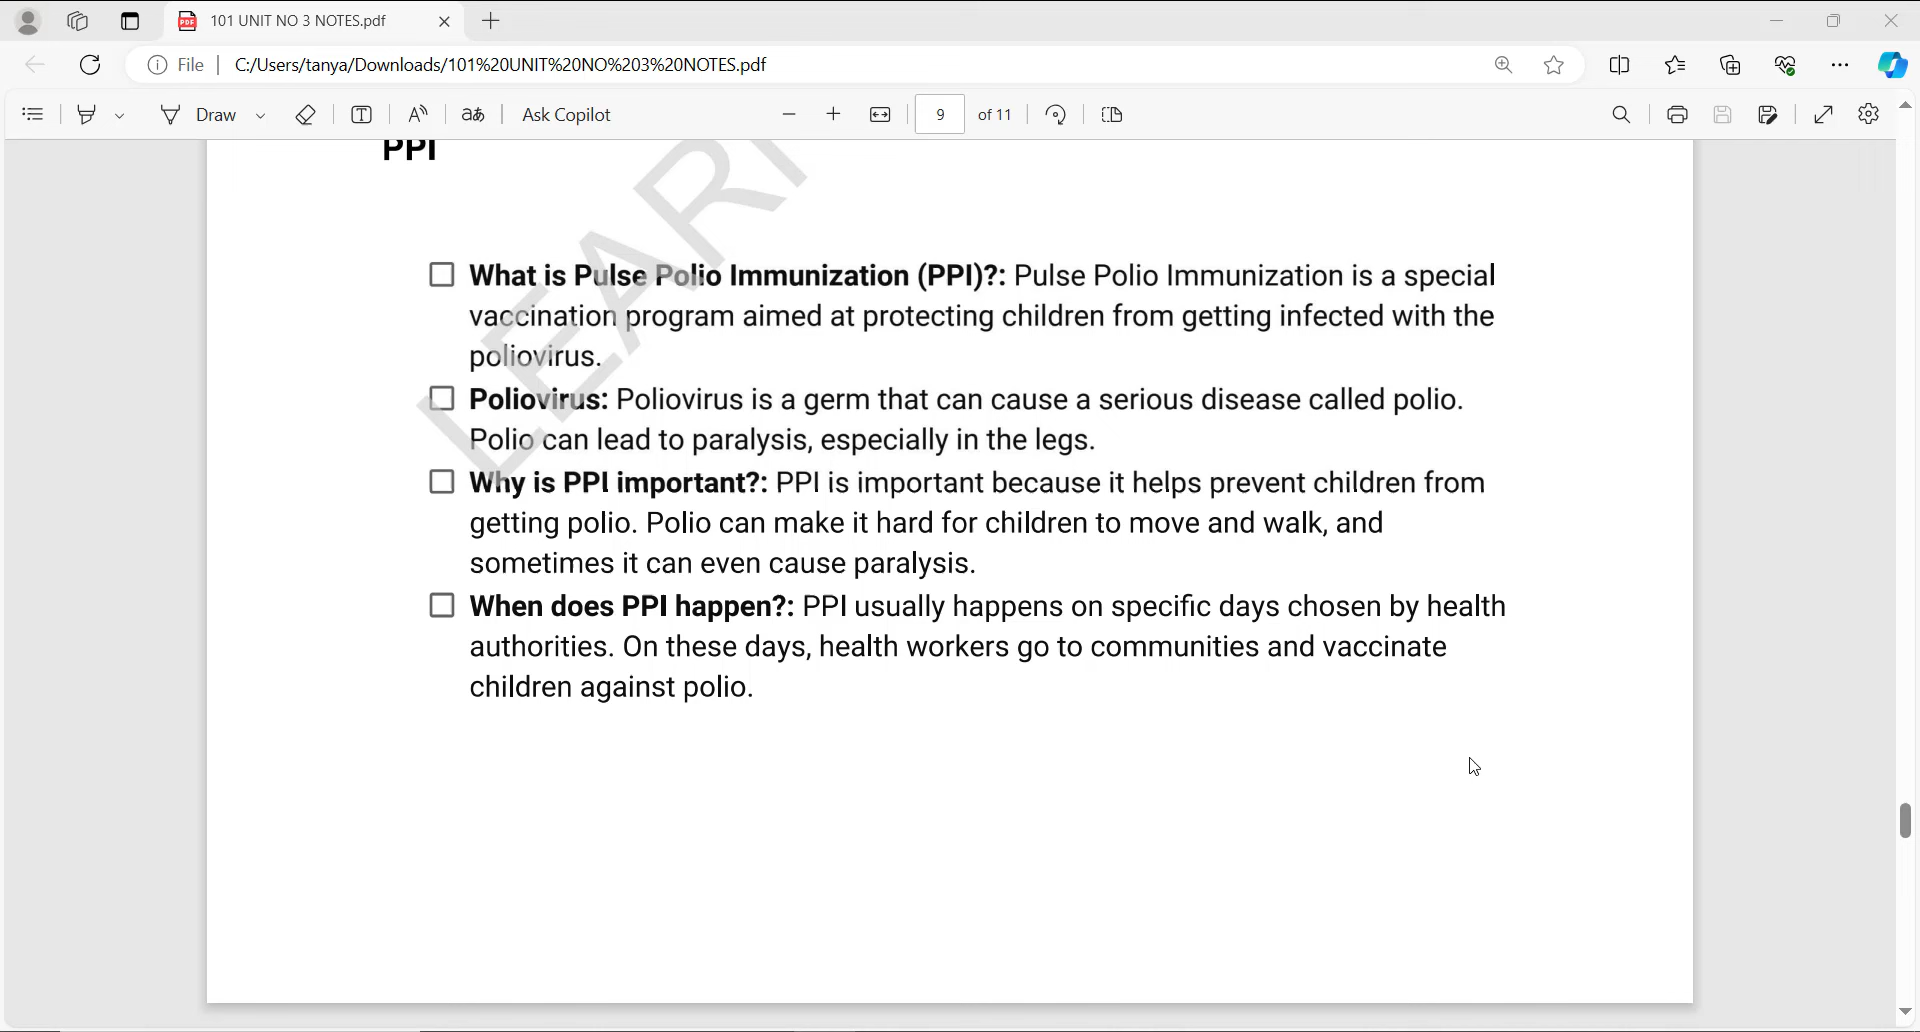 101 UNIT NO 3 NOTES.pdf
File
C:/Users/tanya/Downloads/101%20UNIT%20NO%203%20NOTES.pdf
Draw
Ask Copilot
9 of 11
PPI
LEAR
What is Pulse Polio Immunization (PPI)?: Pulse Polio Immunization is a special
vaccination program aimed at protecting children from getting infected with the
poliovirus.
Poliovirus: Poliovirus is a germ that can cause a serious disease called polio.
Polio can lead to paralysis, especially in the legs.
Why is PPI important?: PPI is important because it helps prevent children from
getting polio. Polio can make it hard for children to move and walk, and
sometimes it can even cause paralysis.
When does PPI happen?: PPI usually happens on specific days chosen by health
authorities. On these days, health workers go to communities and vaccinate
children against polio.